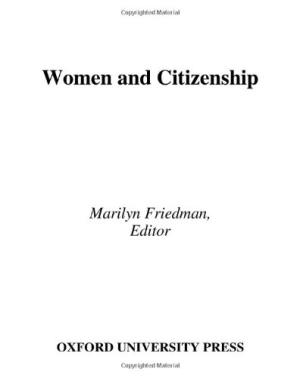 Copyrighted Material
Women and Citizenship
Marilyn Friedman,
Editor
OXFORD UNIVERSITY PRESS
Copyrighted Material